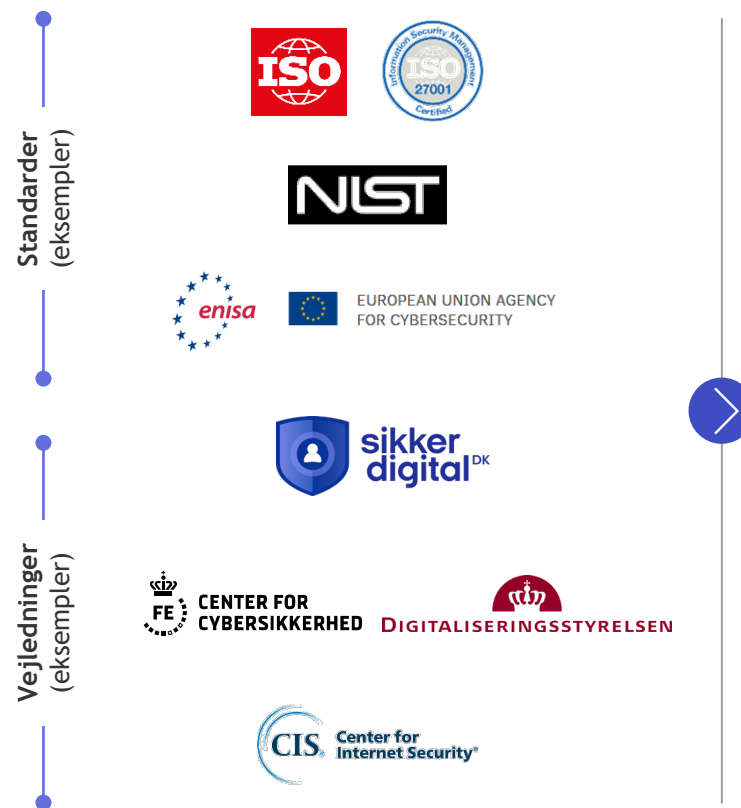 Standarder
(eksempler)
ISO
Information Security Management
ISO
27001
Certified
NIST
enisa
EUROPEAN UNION AGENCY
FOR CYBERSECURITY
Vejledninger
(eksempler)
sikker
digital DK
FE
CENTER FOR
CYBERSIKKERHED
DIGITALISERINGSSTYRELSEN
CIS®
Center for
Internet Security®